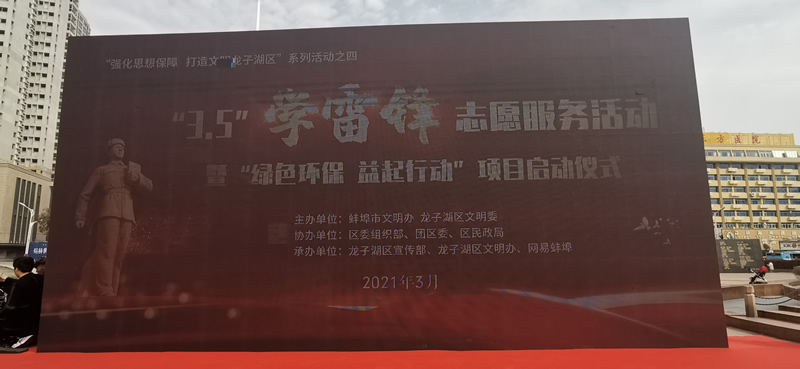 “强化思想保障 打造文明龙子湖区”系列活动之四
“3.5”学雷锋 志愿服务活动
暨“绿色环保 益起行动”项目启动仪式
主办单位：蚌埠市文明办 龙子湖区文明委
协办单位：区委组织部、团区委、区民政局
承办单位：龙子湖区宣传部、龙子湖区文明办、网易蚌埠
2021年3月
方医院